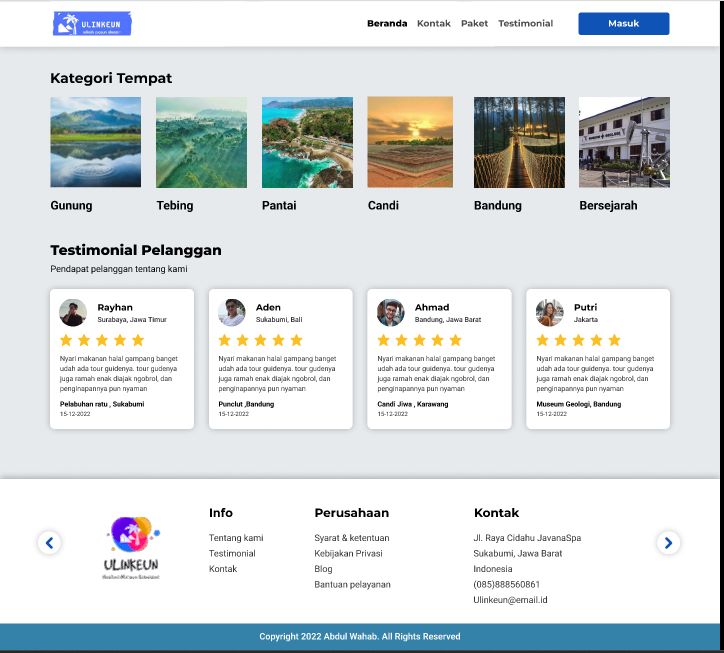 ULINKEUN
Beranda Kontak Paket Testimonial Masuk
Kategori Tempat
Gunung Tebing Pantai Candi Bandung Bersejarah
Testimonial Pelanggan
Pendapat pelanggan tentang kami
Rayhan
Surabaya, Jawa Timur
Nyari makanan halal gampang banget
udah ada tour guidenya. tour gudenya
juga ramah enak diajak ngobrol, dan
penginapannya pun nyaman
Pelabuhan ratu , Sukabumi
15-12-2022
Aden
Sukabumi, Bali
Nyari makanan halal gampang banget
udah ada tour guidenya. tour gudenya
juga ramah enak diajak ngobrol, dan
penginapannya pun nyaman
Punclut ,Bandung
15-12-2022
Ahmad
Bandung, Jawa Barat
Nyari makanan halal gampang banget
udah ada tour guidenya. tour gudenya
juga ramah enak diajak ngobrol, dan
penginapannya pun nyaman
Candi Jiwa , Karawang
15-12-2022
Putri
Jakarta
Nyari makanan halal gampang banget
udah ada tour guidenya. tour gudenya
juga ramah enak diajak ngobrol, dan
penginapannya pun nyaman
Museum Geologi, Bandung
15-12-2022
ULINKEUN
Info
Tentang kami
Testimonial
Kontak
Perusahaan
Syarat & ketentuan
Kebijakan Privasi
Blog
Bantuan pelayanan
Kontak
Jl. Raya Cidahu JavanaSpa
Sukabumi, Jawa Barat
Indonesia
(085)888560861
Ulinkeun@email.id
Copyright 2022 Abdul Wahab. All Rights Reserved